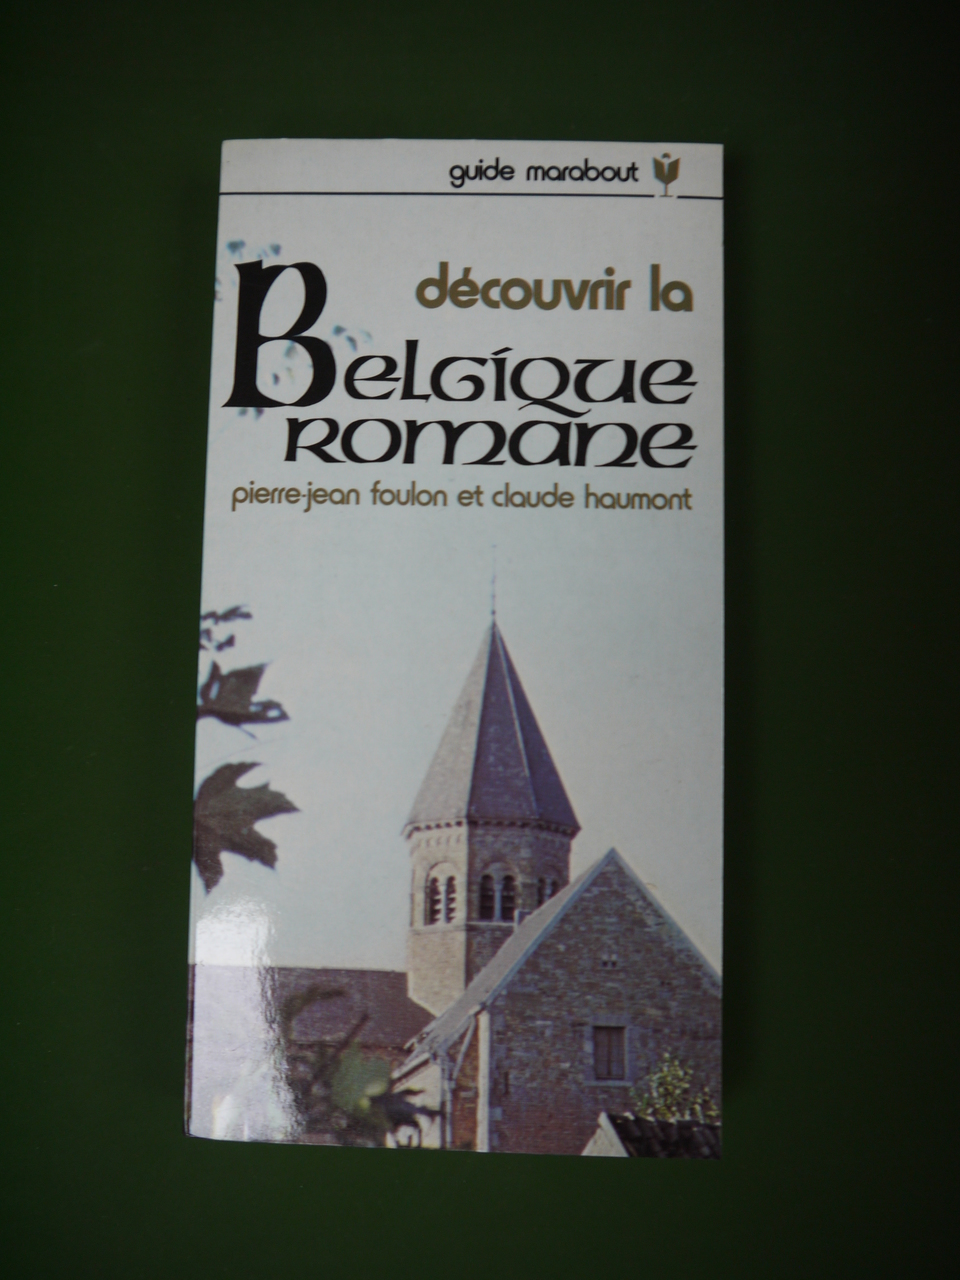 guide marabout
découvrir la
Belgique
romane
pierre-jean foulon et claude haumont